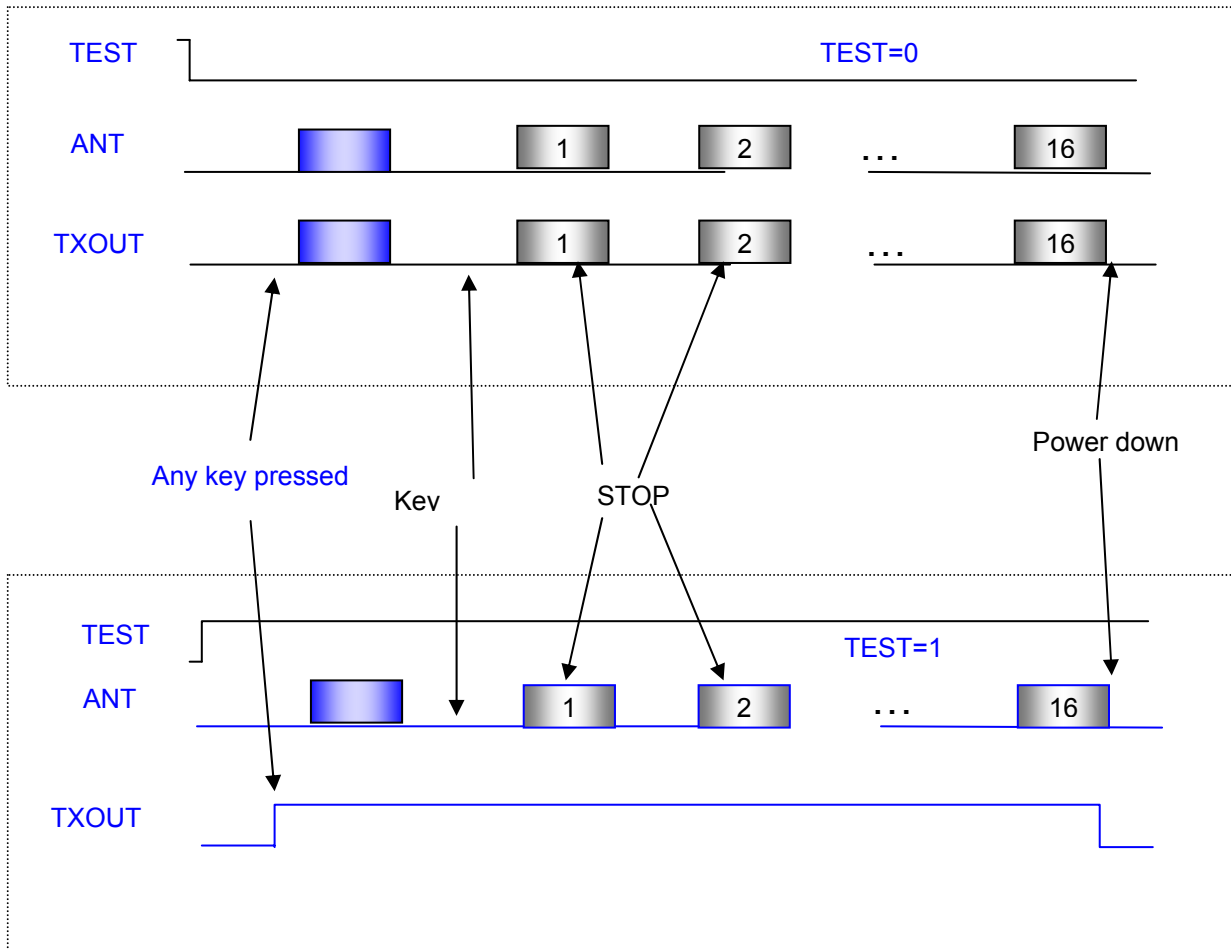 TEST
TEST=0
ANT
1
2
...
16
TXOUT
1
2
...
16
Any key pressed
Kev
STOP
Power down
TEST
TEST=1
ANT
1
2
...
16
TXOUT